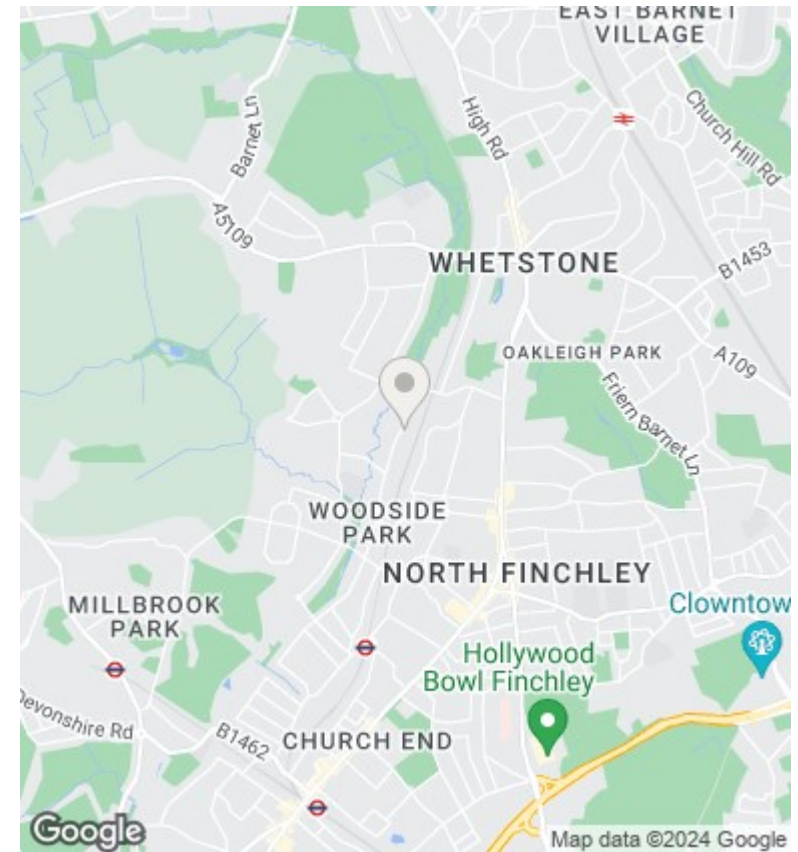 EAST BARNET
VILLAGE
High Rd
Church Hill Rd
Barnet Ln
A5109
WHETSTONE
B1453
OAKLEIGH PARK
A109
Friern Barnet Ln
WOODSIDE
PARK
NORTH FINCHLEY
MILLBROOK
PARK
Clowntow
Hollywood
Bowl Finchley
Devonshire Rd
B1462
CHURCH END
Google
Map data ©2024 Google